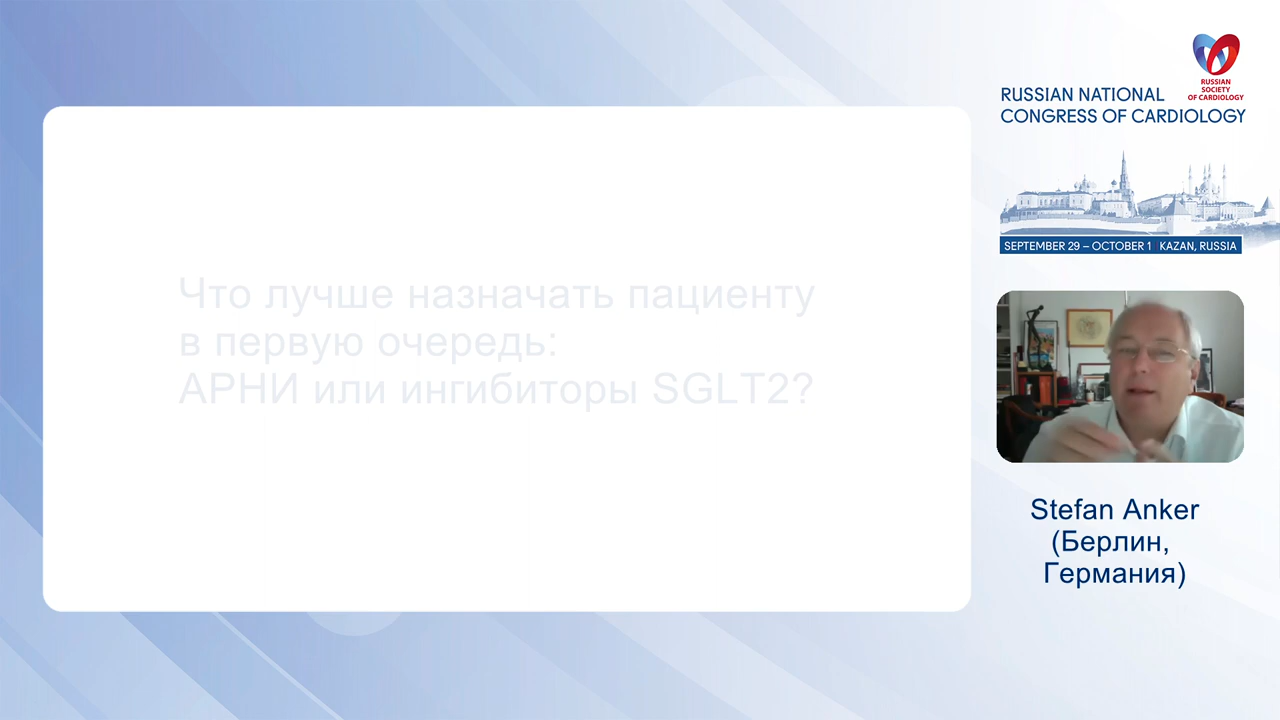 RUSSIAN
SOCIETY
OF CARDIOLOGY
RUSSIAN NATIONAL
CONGRESS OF CARDIOLOGY
SEPTEMBER 29 – OCTOBER 1 KAZAN, RUSSIA
Что лучше назначать пациенту
в первую очередь:
АРНИ или ингибиторы SGLT2?
Stefan Anker
(Берлин,
Германия)